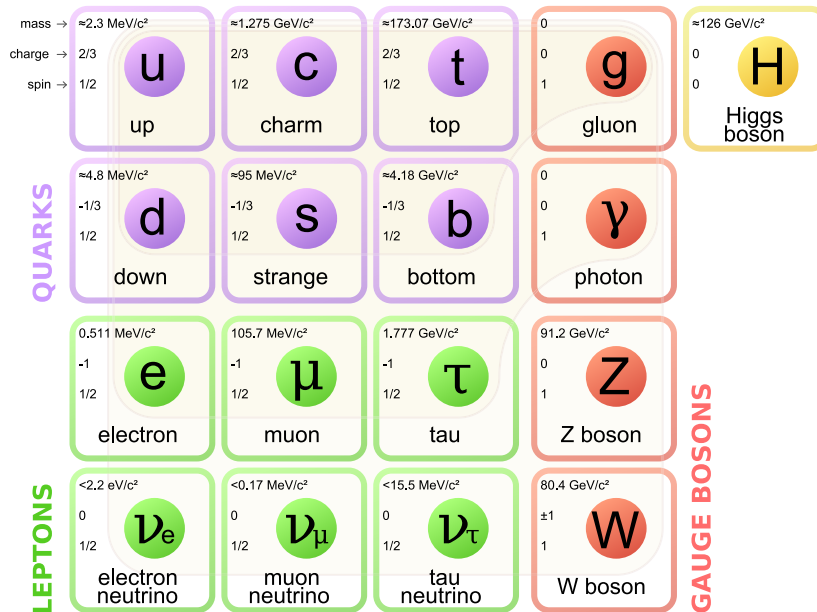 mass →
charge →
spin →
≈2.3 MeV/c²
2/3
1/2
u
up
≈1.275 GeV/c²
2/3
1/2
c
charm
≈173.07 GeV/c²
2/3
1/2
t
top
0
0
1
g
gluon
≈126 GeV/c²
0
0
H
Higgs
boson
QUARKS
≈4.8 MeV/c²
-1/3
1/2
d
down
≈95 MeV/c²
-1/3
1/2
s
strange
≈4.18 GeV/c²
-1/3
1/2
b
bottom
0
0
1
γ
photon
0.511 MeV/c²
-1
1/2
e
electron
105.7 MeV/c²
-1
1/2
μ
muon
1.777 GeV/c²
-1
1/2
τ
tau
91.2 GeV/c²
0
1
Z
Z boson
GAUGE BOSONS
LEPTONS
<2.2 eV/c²
0
1/2
νe
electron
neutrino
<0.17 MeV/c²
0
1/2
νμ
muon
neutrino
<15.5 MeV/c²
0
1/2
ντ
tau
neutrino
80.4 GeV/c²
±1
1
W
W boson